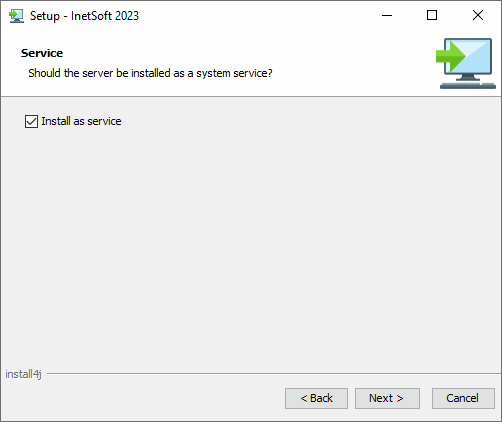 Setup - InetSoft 2023
Service
Should the server be installed as a system service?
Install as service
install4j
< Back
Next >
Cancel